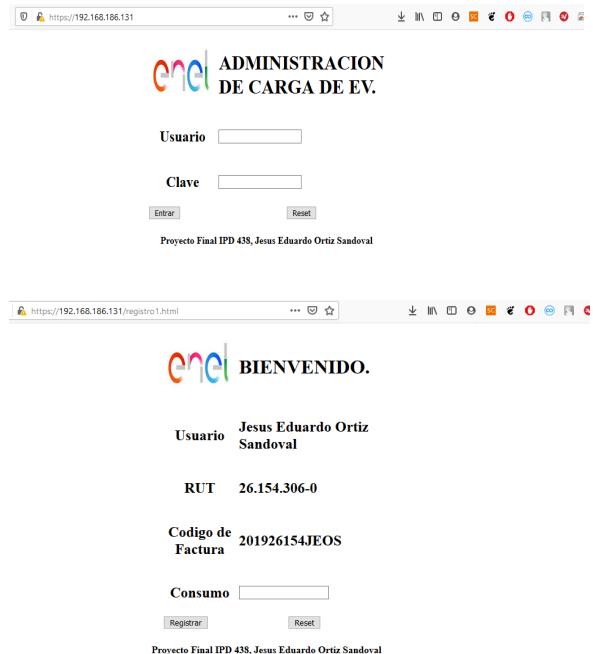 https://192.168.186.131
enel
ADMINISTRACION
DE CARGA DE EV.
Usuario
Clave
Entrar
Reset
Proyecto Final IPD 438, Jesus Eduardo Ortiz Sandoval
https://192.168.186.131/registro1.html
enel
BIENVENIDO.
Usuario
Jesus Eduardo Ortiz
Sandoval
RUT
26.154.306-0
Codigo de
Factura
201926154JEOS
Consumo
Registrar
Reset
Proyecto Final IPD 438, Jesus Eduardo Ortiz Sandoval